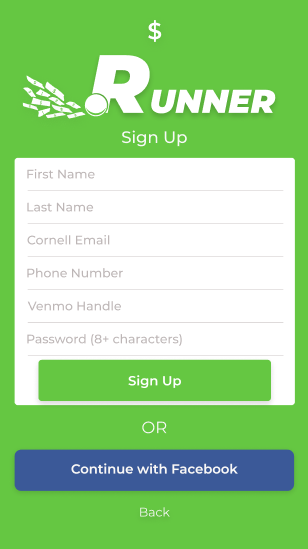 $
RUNNER
Sign Up
First Name
Last Name
Cornell Email
Phone Number
Venmo Handle
Password (8+ characters)
Sign Up
OR
Continue with Facebook
Back